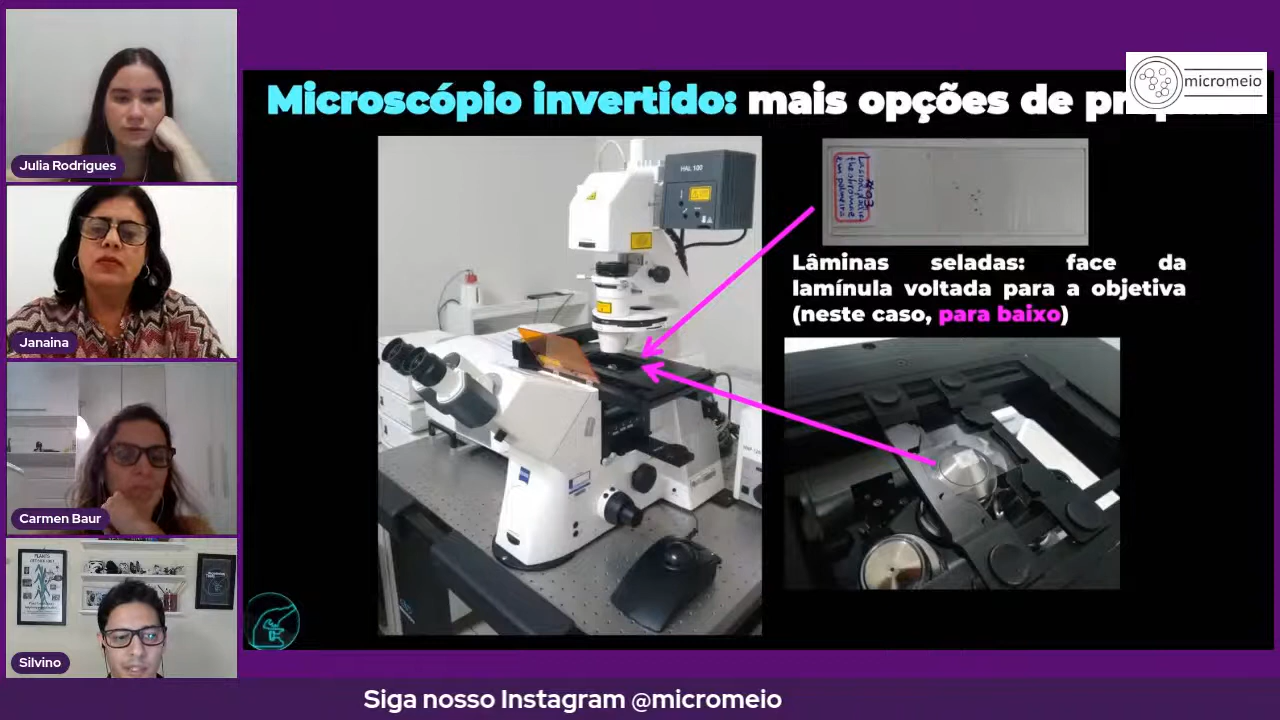 Julia Rodrigues
Janaina
Carmen Baur
Silvino
Microscópio invertido: mais opções de
micromeio
HAL 100
Lâminas seladas: face da
lamínula voltada para a objetiva
(neste caso, para baixo)
Siga nosso Instagram @micromeio